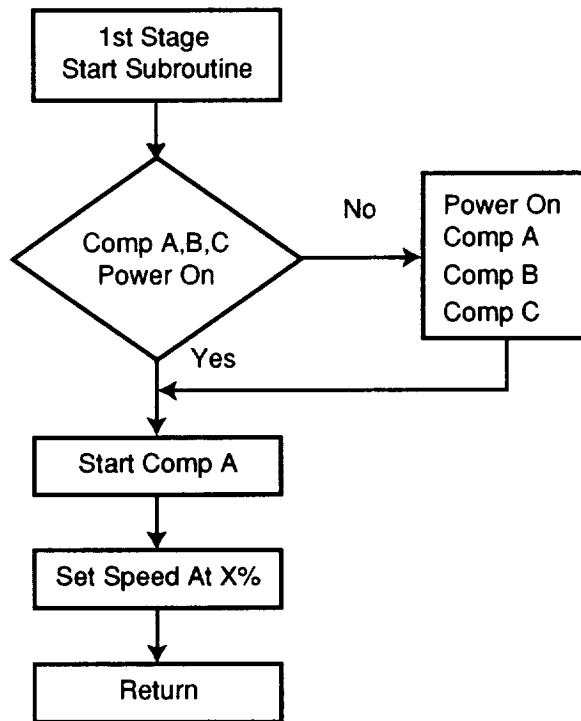 1st Stage
Start Subroutine
Comp A,B,C
Power On
No
Power On
Comp A
Comp B
Comp C
Yes
Start Comp A
Set Speed At X%
Return